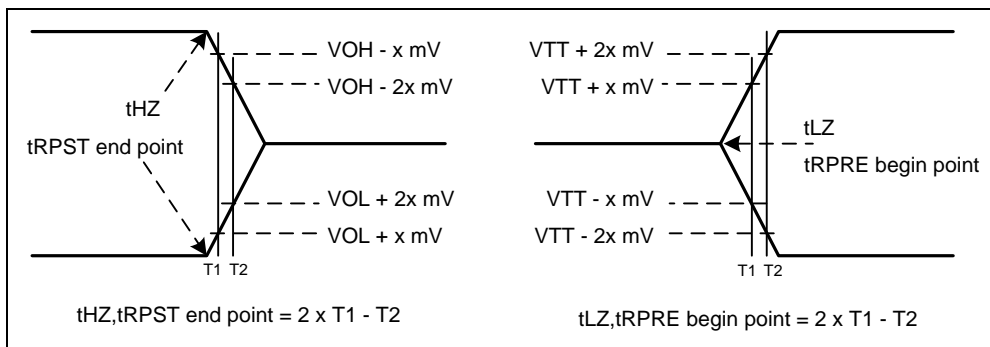 VOH - x mV
VOH - 2x mV
tHZ
tRPST end point
VOL + 2x mV
VOL + x mV
T1 T2
tHZ,tRPST end point = 2 x T1 - T2
VTT + 2x mV
VTT + x mV
tLZ
tRPRE begin point
VTT - x mV
VTT - 2x mV
T1 T2
tLZ,tRPRE begin point = 2 x T1 - T2